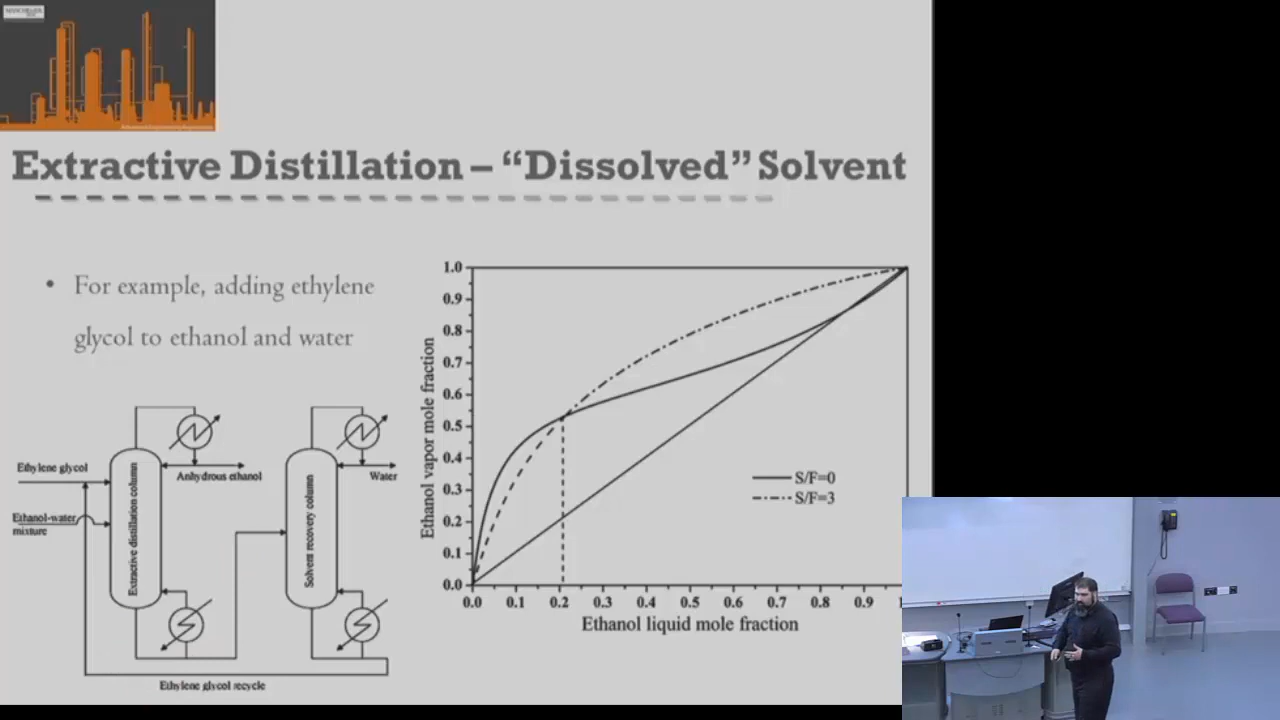 MANCHESTER
Extractive Distillation – “Dissolved” Solvent
• For example, adding ethylene
glycol to ethanol and water
Ethylene glycol
Ethanol-water
mixture
Extractive distillation column
Anhydrous ethanol
Solvent recovery column
Water
Ethylene glycol recycle
Ethanol vapor mole fraction
1.0
0.9
0.8
0.7
0.6
0.5
0.4
0.3
0.2
0.1
0.0
S/F=0
S/F=3
0.0 0.1 0.2 0.3 0.4 0.5 0.6 0.7 0.8 0.9
Ethanol liquid mole fraction